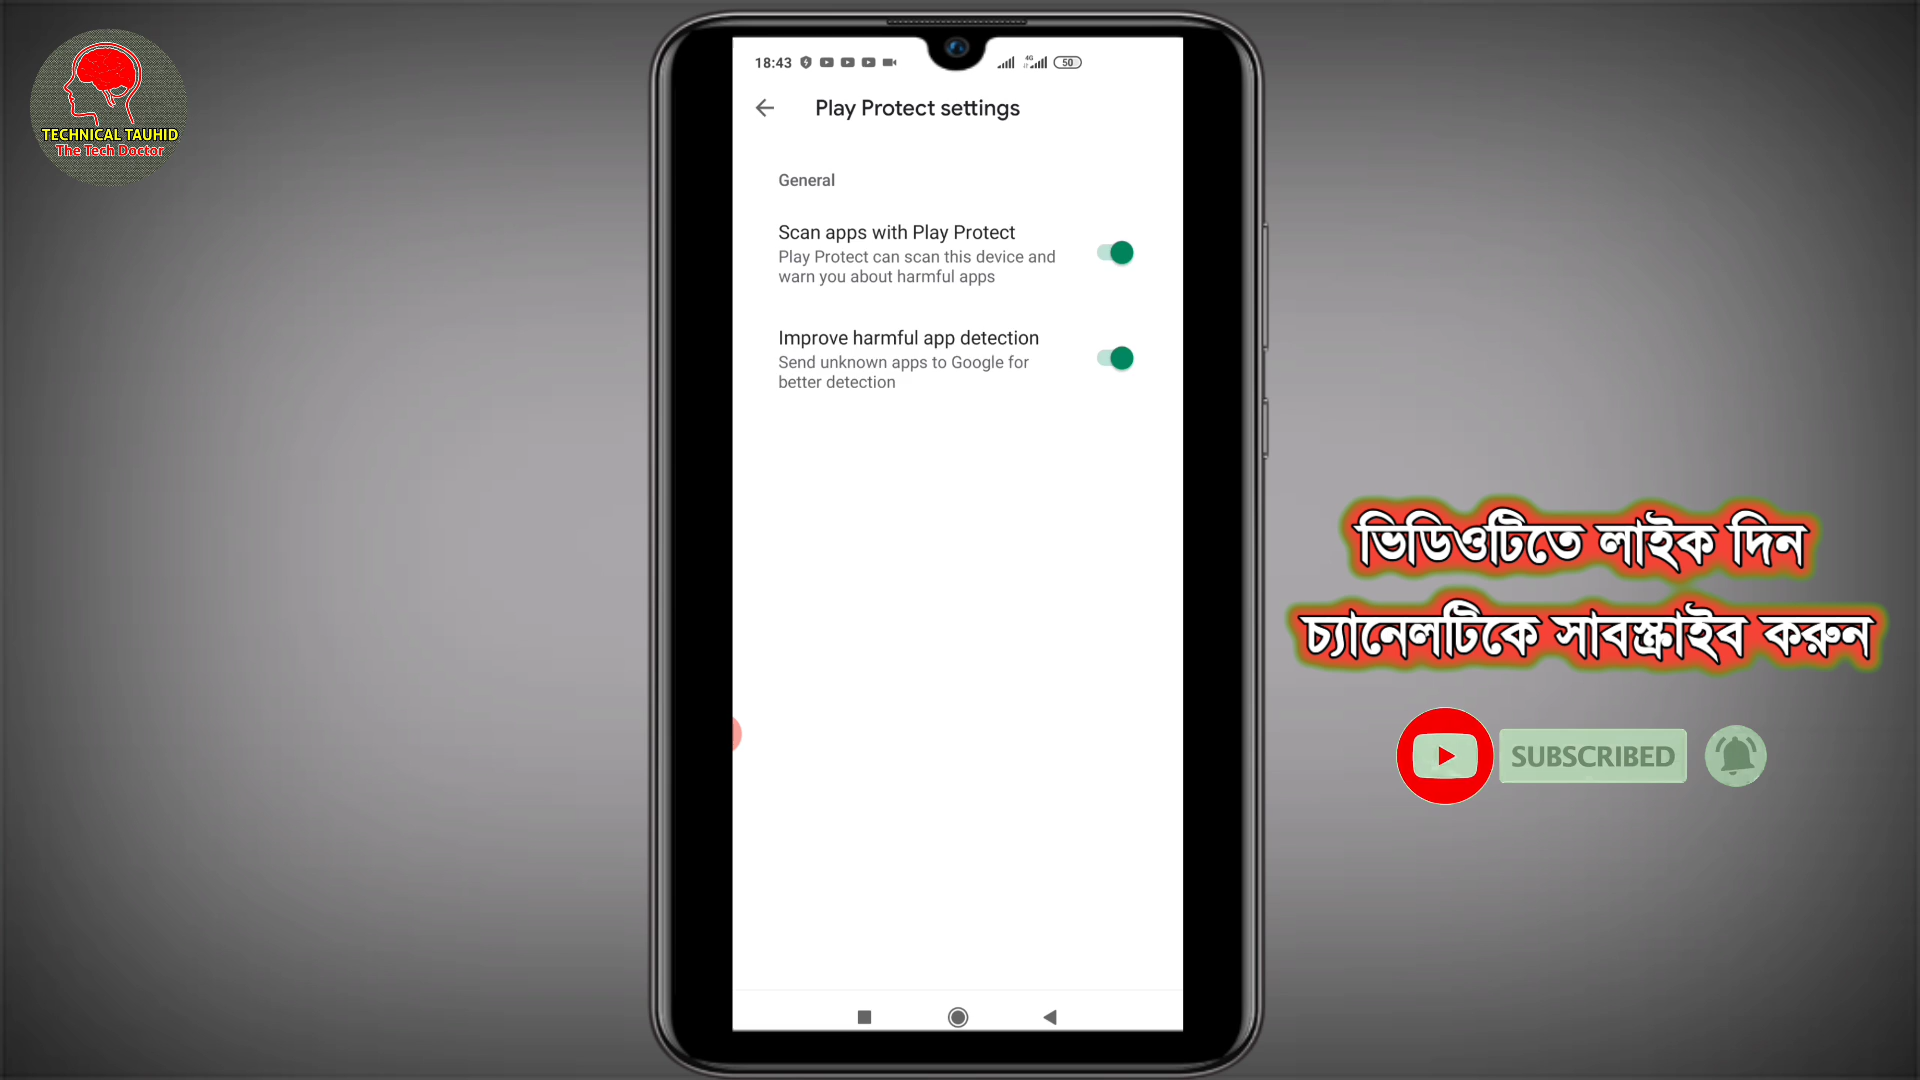 TECHNICAL TAUHID
The Tech Doctor
18:43
4G
50
Play Protect settings
General
Scan apps with Play Protect
Play Protect can scan this device and
warn you about harmful apps
Improve harmful app detection
Send unknown apps to Google for
better detection
ভিডিওটিতে লাইক দিন
চ্যানেলটিকে সাবস্ক্রাইব করুন
SUBSCRIBED